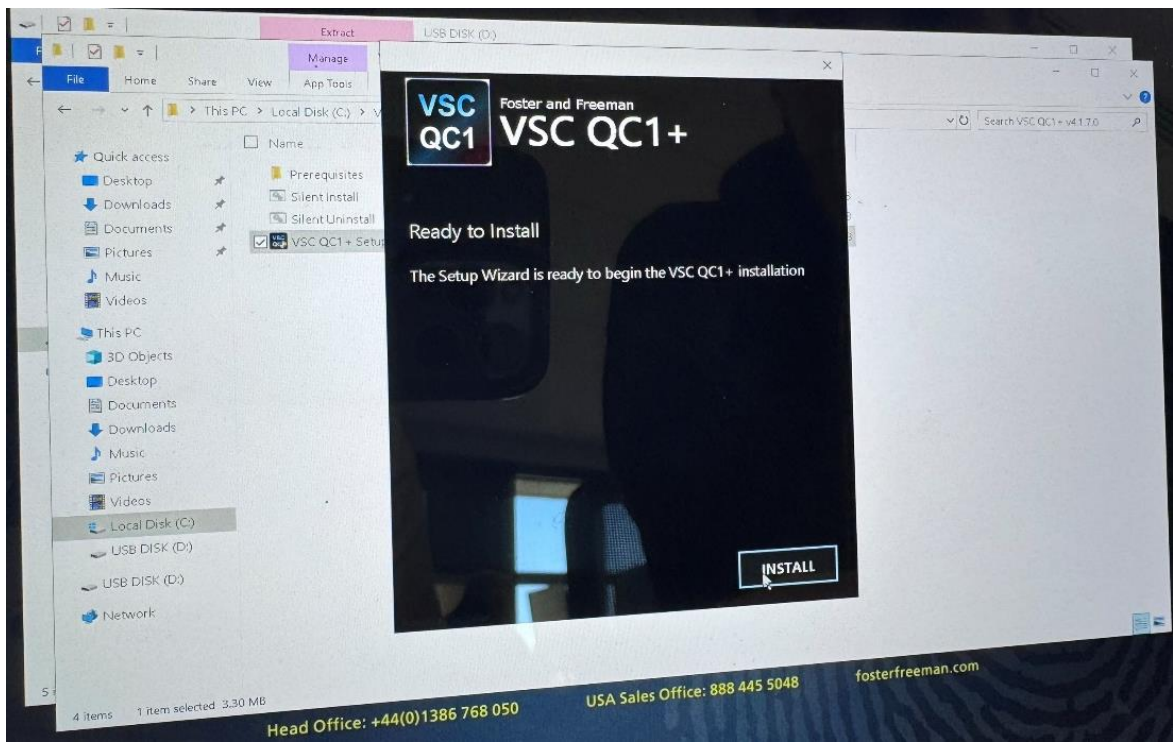 Extract
USB DISK (D:)
Manage
File
Home
Share
View
App Tools
This PC > Local Disk (C:) >
Search VSC QC1+ v4.1.7.0
Name
Quick access
Desktop
Downloads
Documents
Pictures
Music
Videos
This PC
3D Objects
Desktop
Documents
Downloads
Music
Pictures
Videos
Local Disk (C:)
USB DISK (D:)
USB DISK (D:)
Network
Prerequisites
Silent Install
Silent Uninstall
VSC QC1+ Setup
VSC
QC1
Foster and Freeman
VSC QC1+
Ready to Install
The Setup Wizard is ready to begin the VSC QC1+ installation
INSTALL
4 items
1 item selected 3.30 MB
Head Office: +44(0)1386 768 050
USA Sales Office: 888 445 5048
fosterfreeman.com